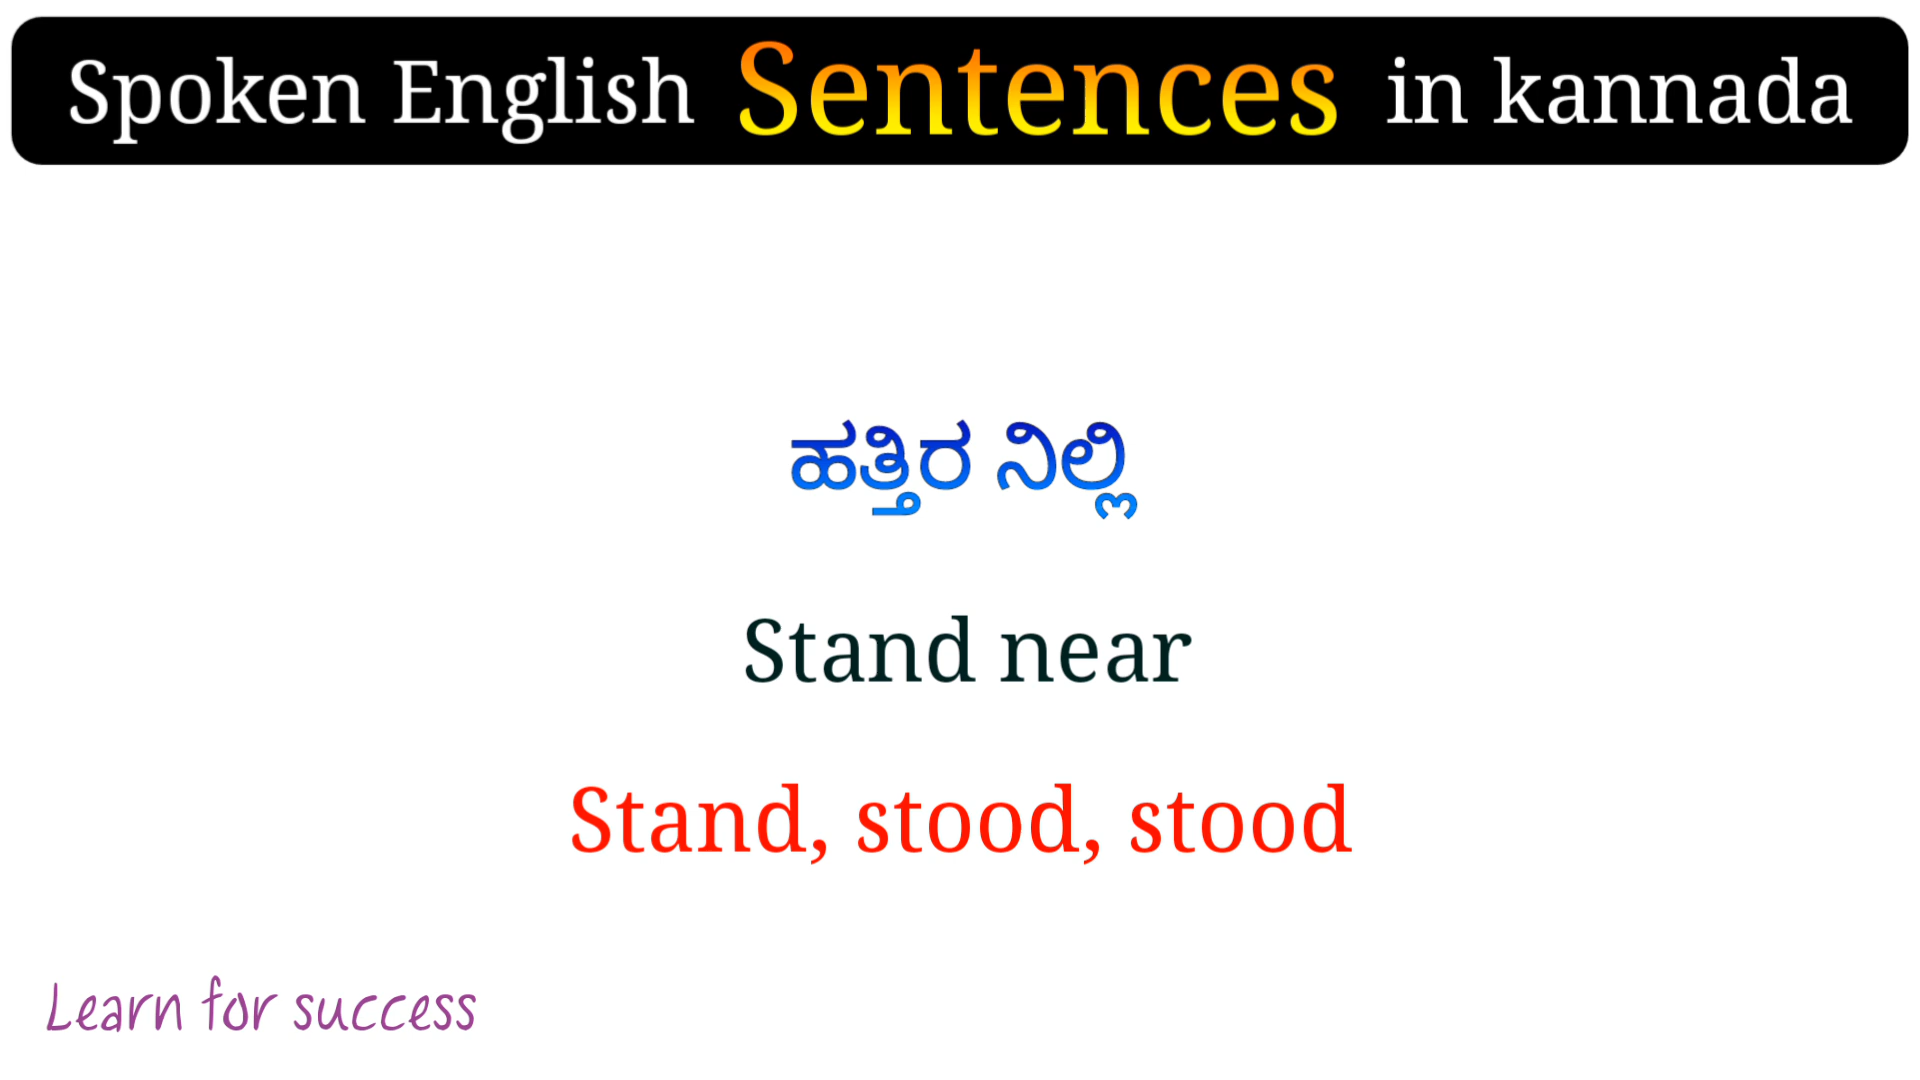 Spoken English Sentences in kannada
ಹತ್ತಿರ ನಿಲ್ಲಿ
Stand near
Stand, stood, stood
Learn for success